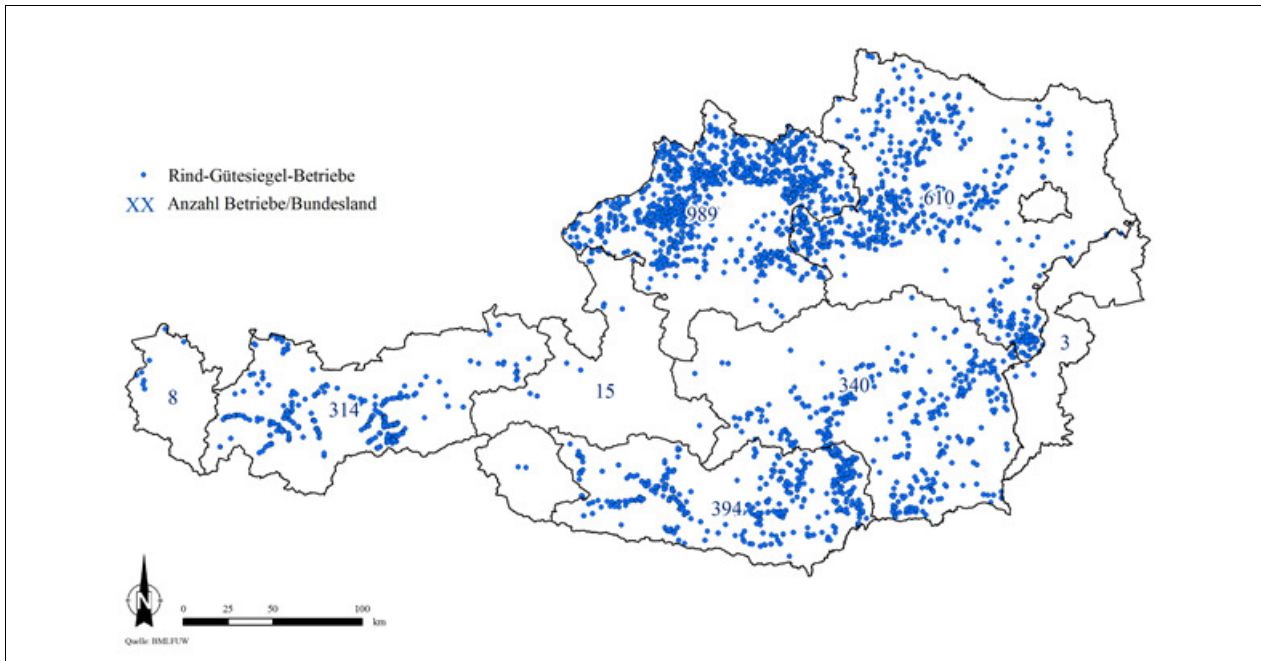 Rind-Gütesiegel-Betriebe
XX Anzahl Betriebe/Bundesland
989
610
3
8
314
15
340
394
N
0 25 50 100
km
Quelle: BMLFUW